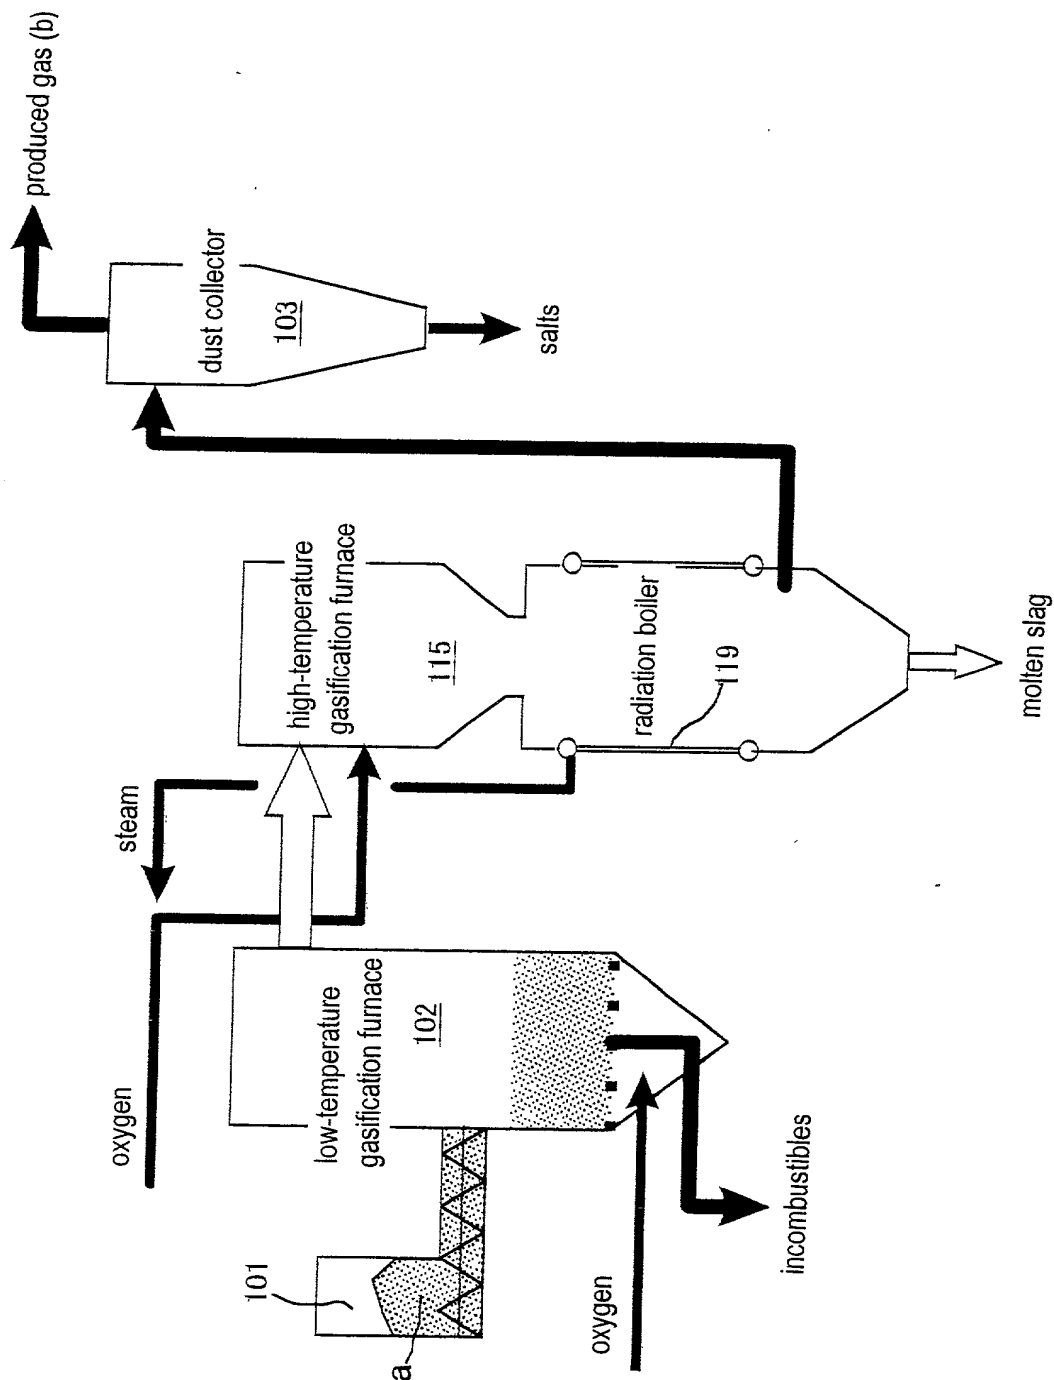 produced gas (b)
dust collector
103
salts
high-temperature
gasification furnace
115
radiation boiler
119
molten slag
steam
oxygen
low-temperature
gasification furnace
102
101
a
oxygen
incombustibles